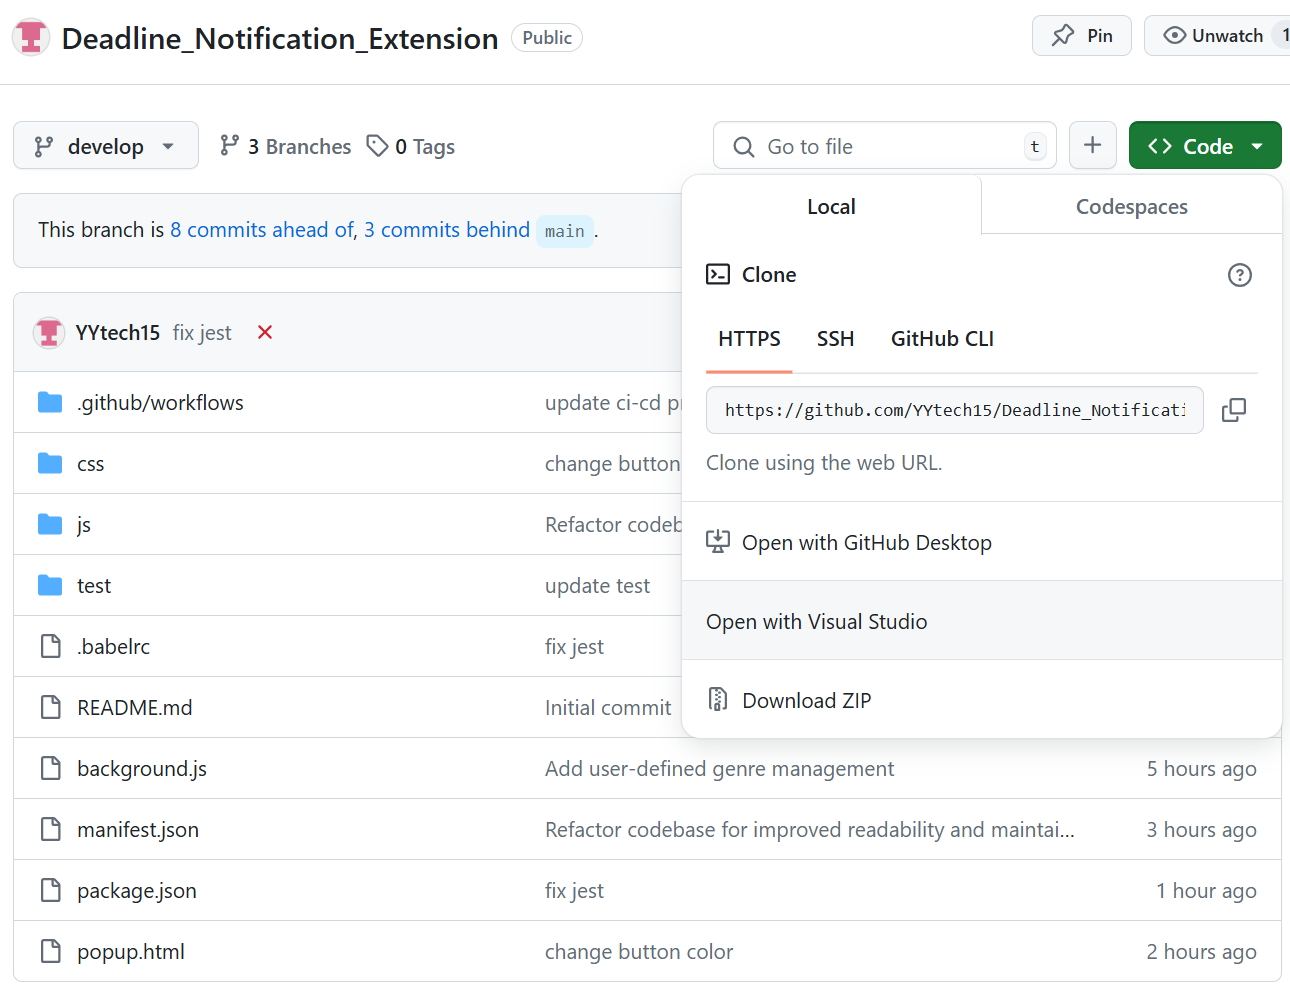 Deadline_Notification_Extension Public Pin Unwatch 1
develop 3 Branches 0 Tags Go to file t + Code
This branch is 8 commits ahead of, 3 commits behind main .
Local Codespaces
Clone
HTTPS SSH GitHub CLI
https://github.com/YYtech15/Deadline_Notificati
Clone using the web URL.
Open with GitHub Desktop
Open with Visual Studio
Download ZIP
YYtech15 fix jest
.github/workflows update ci-cd
css change button
js Refactor codeb
test update test
.babelrc fix jest
README.md Initial commit
background.js Add user-defined genre management 5 hours ago
manifest.json Refactor codebase for improved readability and maintai... 3 hours ago
package.json fix jest 1 hour ago
popup.html change button color 2 hours ago